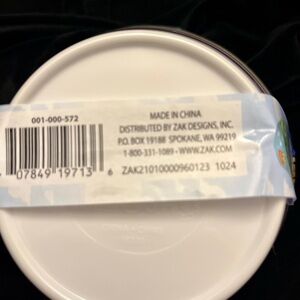 001-000-572
MADE IN CHINA
DISTRIBUTED BY ZAK DESIGNS, INC.
P.O. BOX 19188 SPOKANE, WA 99219
1-800-331-1089 • WWW.ZAK.COM
07849 19713 6
ZAK21010000960123 1024